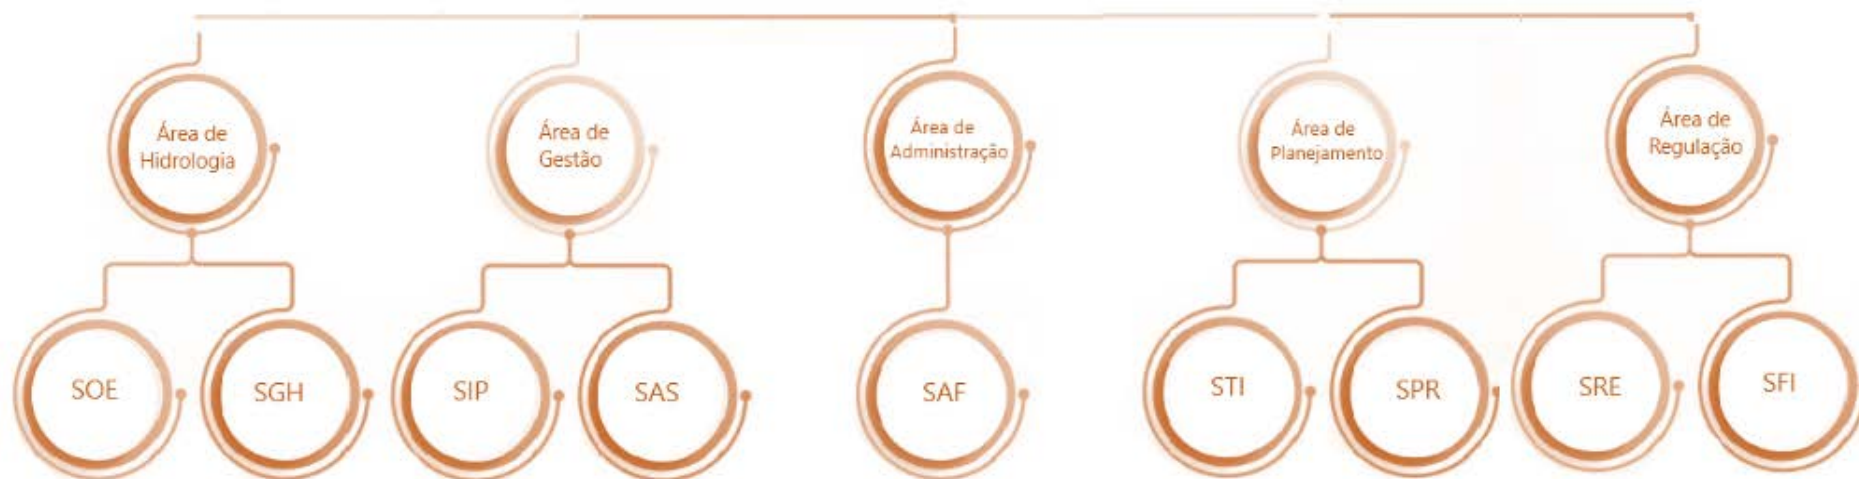 Área de
Hidrologia
Área de
Gestão
Área de
Administração
Área de
Planejamento
Área de
Regulação
SOE
SGH
SIP
SAS
SAF
STI
SPR
SRE
SFI